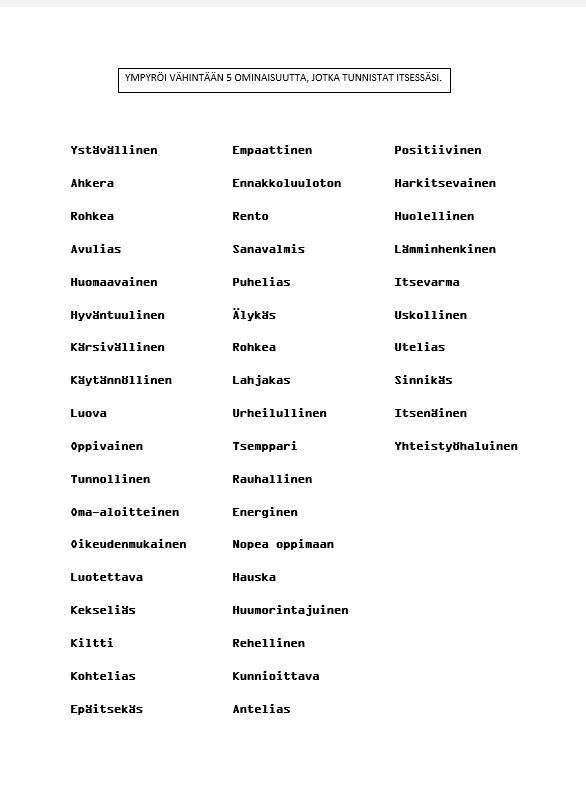 YMPYRÖI VÄHINTÄÄN 5 OMINAISUUTTA, JOTKA TUNNISTAT ITSESSÄSI.
Ystävällinen
Ahkera
Rohkea
Avulias
Huomaavainen
Hyväntuulinen
Kärsivällinen
Käytännöllinen
Luova
Oppivainen
Tunnollinen
Oma-aloitteinen
Oikeudenmukainen
Luotettava
Kekseliäs
Kiltti
Kohtelias
Epäitsekäs
Empaattinen
Ennakkoluuloton
Rento
Sanavalmis
Puhelias
Älykäs
Rohkea
Lahjakas
Urheilullinen
Tsemppari
Rauhallinen
Energinen
Nopea oppimaan
Hauska
Huumorintajuinen
Rehellinen
Kunnioittava
Antelias
Positiivinen
Harkitsevainen
Huolellinen
Lämminhenkinen
Itsevarma
Uskollinen
Utelias
Sinnikäs
Itsenäinen
Yhteistyöhaluinen